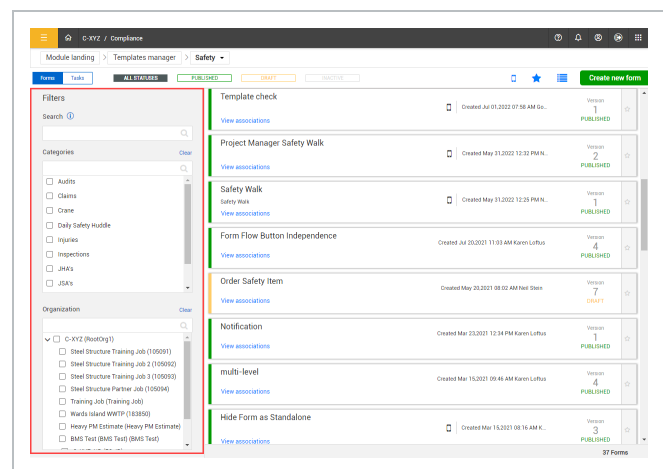 C-XYZ / Compliance
Module landing > Templates manager > Safety
Forms Tasks ALL STATUSES PUBLISHED DRAFT INACTIVE Create new form
Filters
Search
Categories Clear
Audits
Claims
Crane
Daily Safety Huddle
Injuries
Inspections
JHA's
JSA's
Organization Clear
C-XYZ (RootOrg1)
Steel Structure Training Job (105091)
Steel Structure Training Job 2 (105092)
Steel Structure Training Job 3 (105093)
Steel Structure Partner Job (105094)
Training Job (Training Job)
Wards Island WWTP (183850)
Heavy PM Estimate (Heavy PM Estimate)
BMS Test (BMS Test) (BMS Test)
Template check
Created Jul 01,2022 07:58 AM Go...
Version
1
PUBLISHED
View associations
Project Manager Safety Walk
Created May 31,2022 12:32 PM N...
Version
2
PUBLISHED
View associations
Safety Walk
Safety Walk
Created May 31,2022 12:25 PM N...
Version
1
PUBLISHED
View associations
Form Flow Button Independence
Created Jul 20,2021 11:03 AM Karen Loftus
Version
4
PUBLISHED
View associations
Order Safety Item
Created May 20,2021 08:02 AM Neil Stein
Version
7
DRAFT
View associations
Notification
Created Mar 23,2021 12:34 PM Karen Loftus
Version
1
PUBLISHED
View associations
multi-level
Created Mar 15,2021 09:46 AM Karen Loftus
Version
4
PUBLISHED
View associations
Hide Form as Standalone
Created Mar 15,2021 08:16 AM K...
Version
3
PUBLISHED
View associations
37 Forms